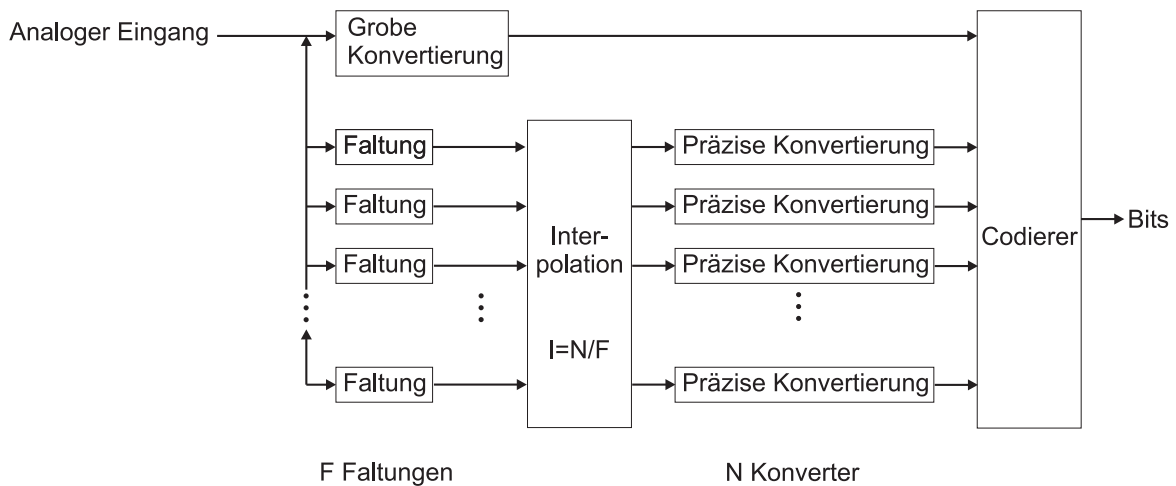 Analoger Eingang
Grobe
Konvertierung
Faltung
Präzise Konvertierung
Faltung
Präzise Konvertierung
Faltung
Präzise Konvertierung
Faltung
Präzise Konvertierung
Inter-
polation
I=N/F
Codierer
Bits
F Faltungen
N Konverter